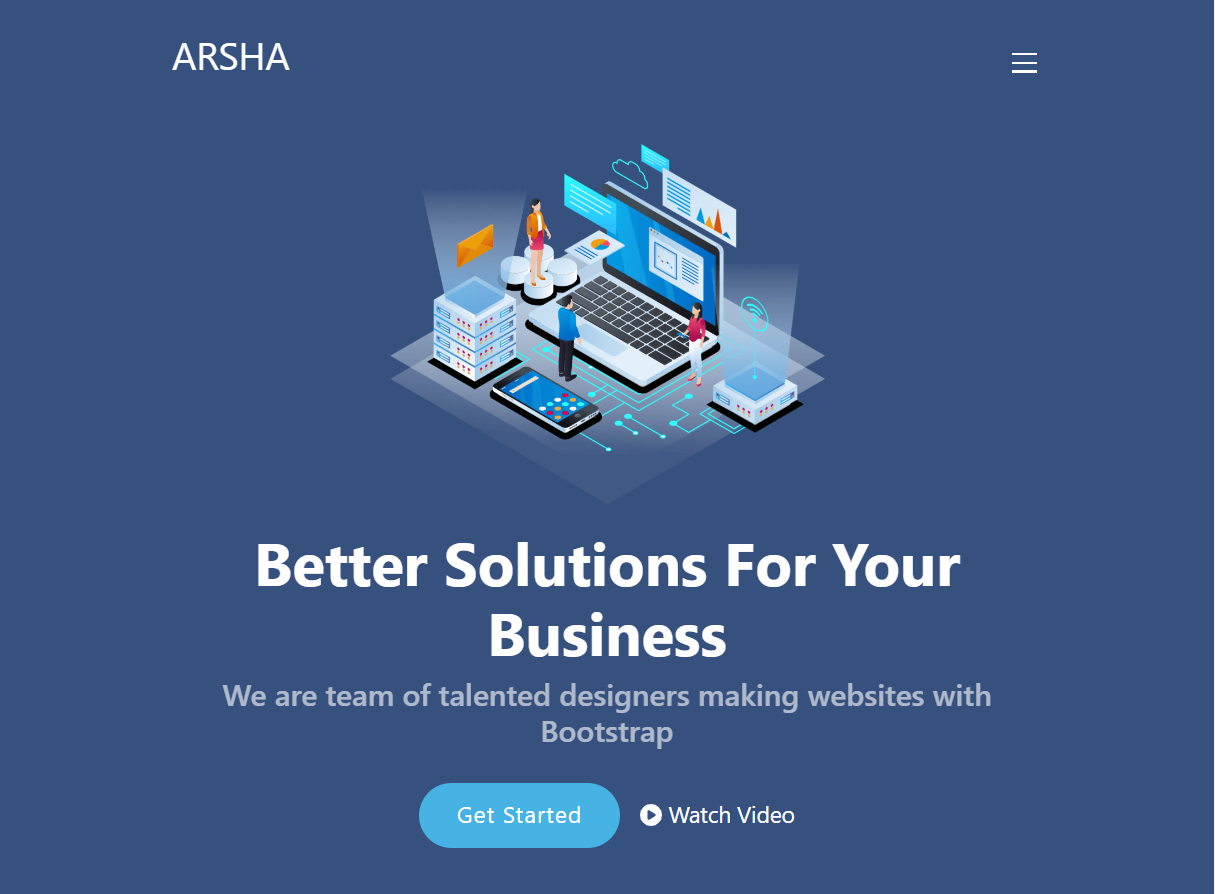 ARSHA
Better Solutions For Your
Business
We are team of talented designers making websites with
Bootstrap
Get Started
Watch Video